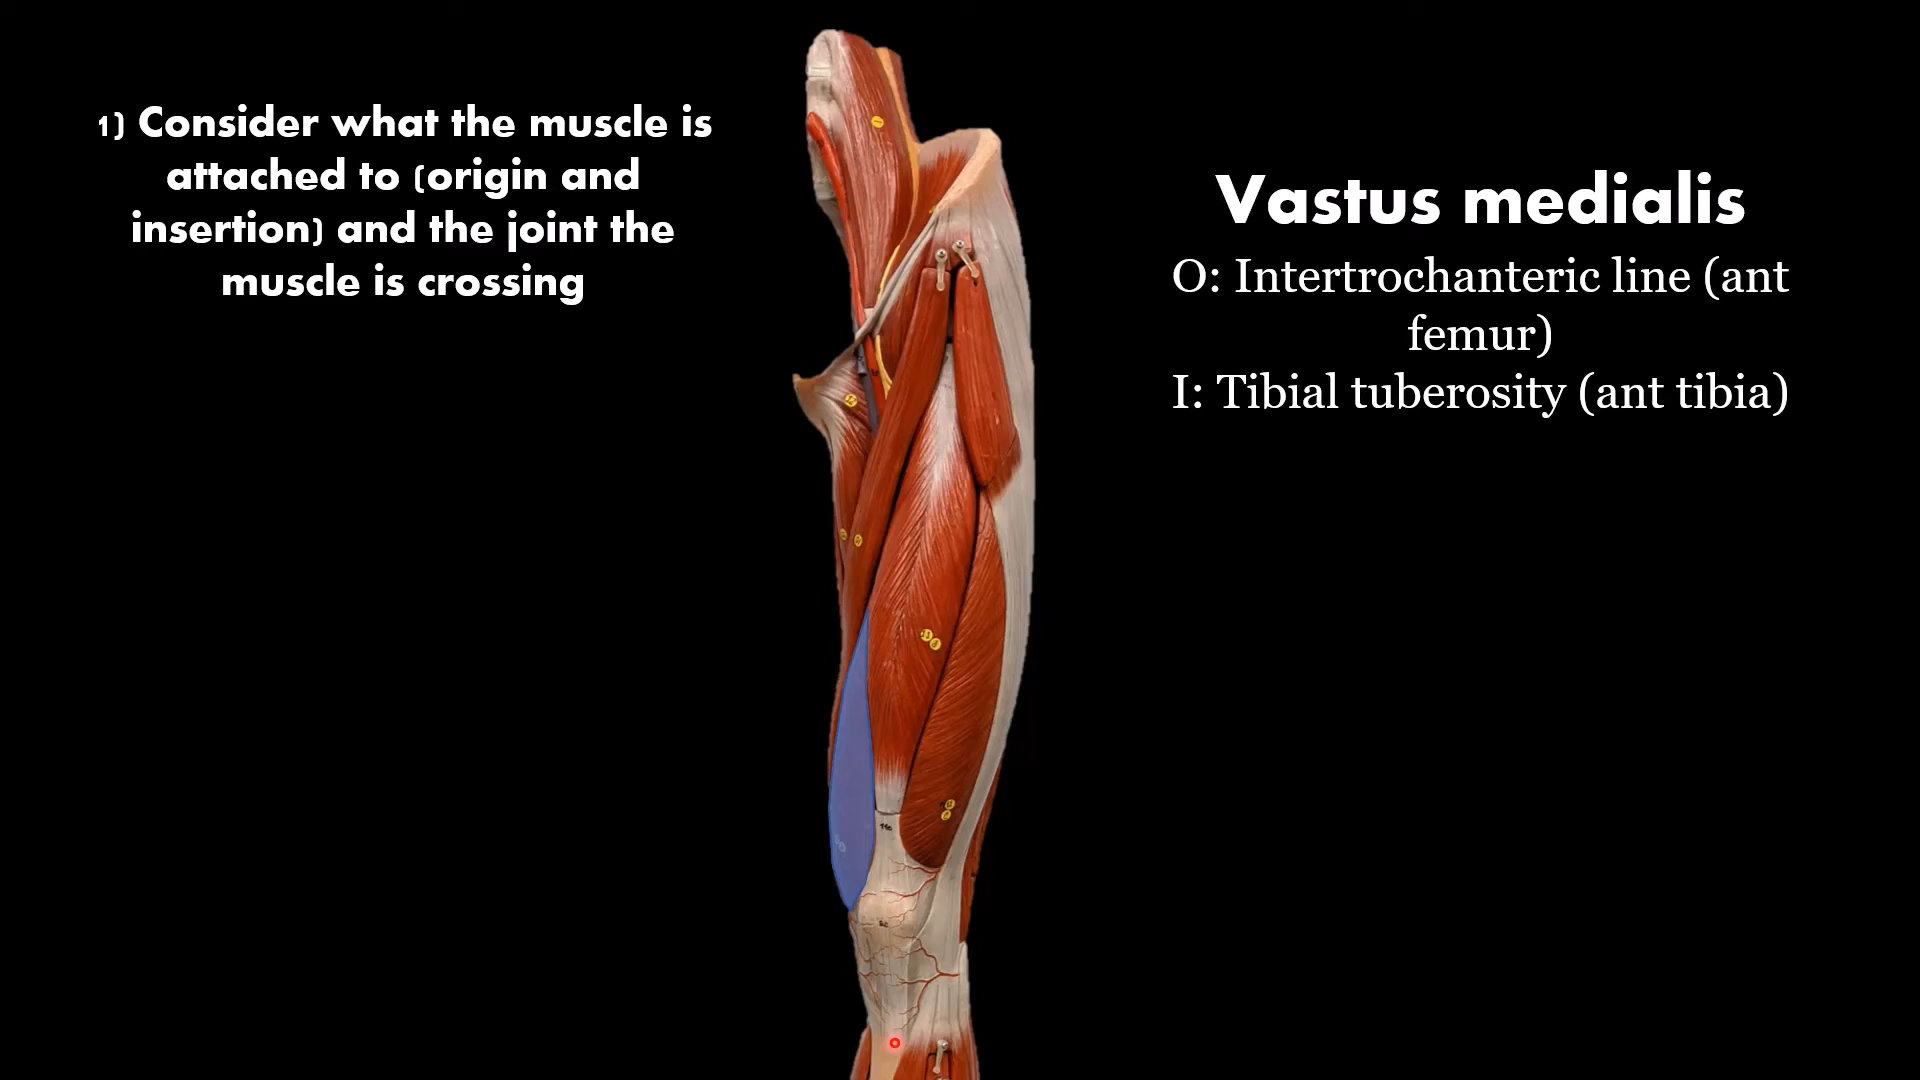 1) Consider what the muscle is
attached to (origin and
insertion) and the joint the
muscle is crossing
Vastus medialis
O: Intertrochanteric line (ant
femur)
I: Tibial tuberosity (ant tibia)